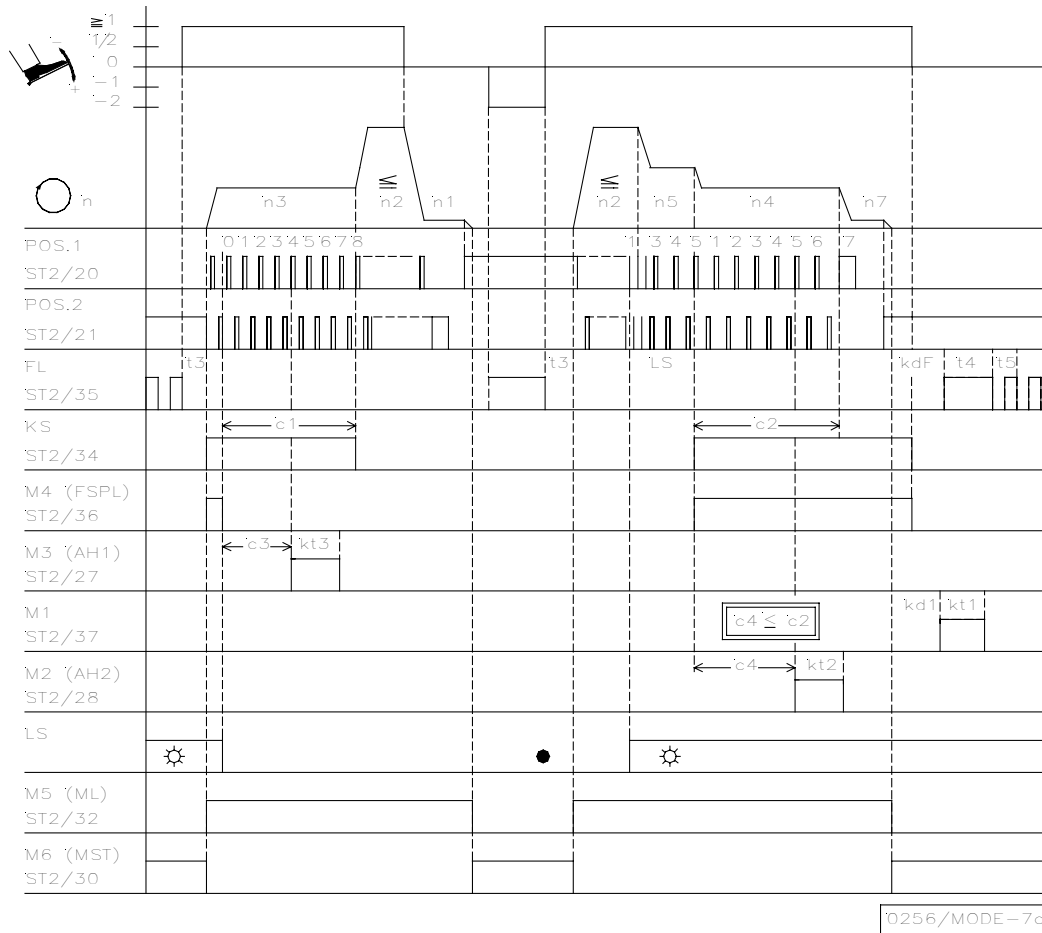 ≧1
1/2
0
−1
−2
−
+
n
n3
≦
n2
n1
≦
n2
n5
n4
n7
POS.1
ST2/20
0 1 2 3 4 5 6 7 8
1 3 4 5 1 2 3 4 5 6 7
POS.2
ST2/21
FL
ST2/35
t3
t3
LS
kdF
t4
t5
KS
ST2/34
c1
c2
M4 (FSPL)
ST2/36
M3 (AH1)
ST2/27
c3
kt3
M1
ST2/37
c4 ≤ c2
kd1
kt1
M2 (AH2)
ST2/28
c4
kt2
LS
M5 (ML)
ST2/32
M6 (MST)
ST2/30
0256/MODE−7c